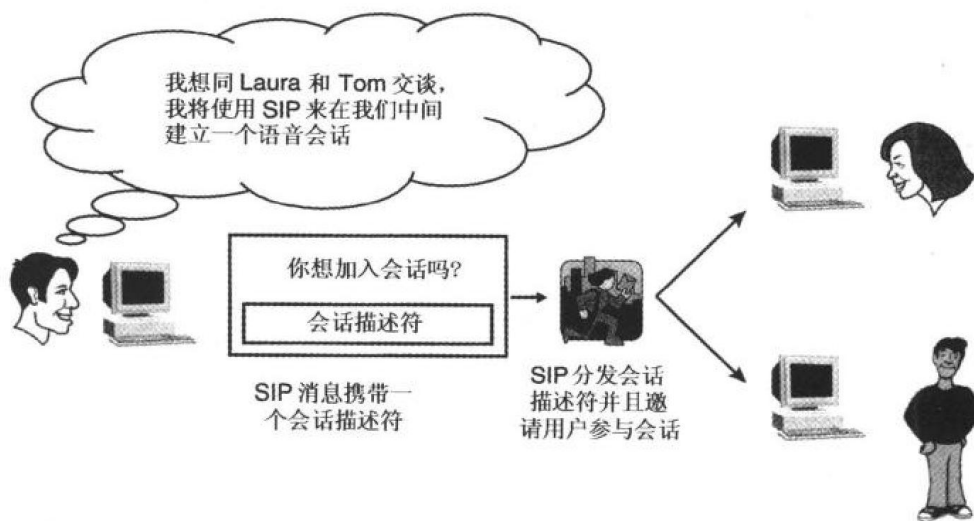 我想同 Laura 和 Tom 交谈,
我将使用 SIP 来在我们中间
建立一个语音会话
你想加入会话吗?
会话描述符
SIP 消息携带一
个会话描述符
SIP 分发会话
描述符并且邀
请用户参与会话